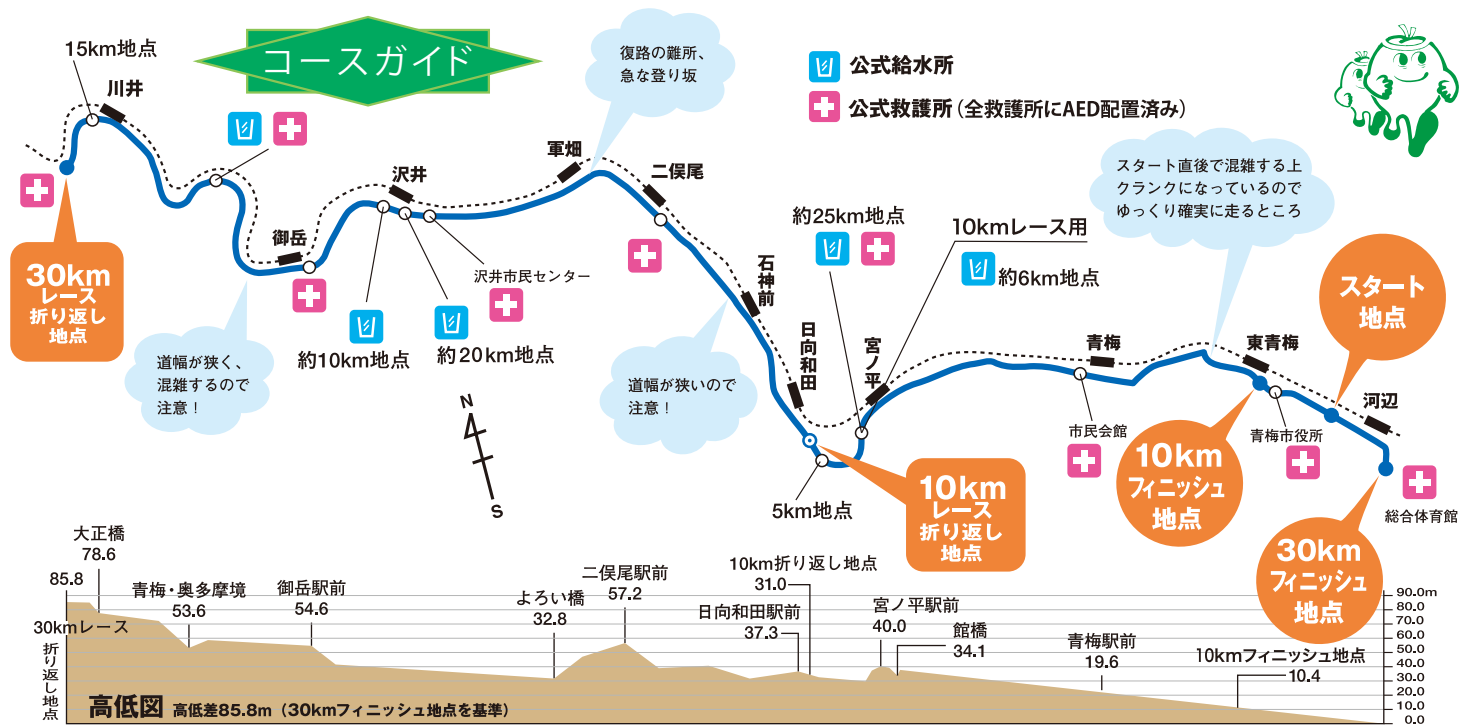 コースガイド
公式給水所
公式救護所 (全救護所にAED配置済み)
15km地点
川井
30km
レース
折り返し
地点
御岳
道幅が狭く、
混雑するので
注意！
約10km地点
沢井
約20km地点
沢井市民センター
軍畑
復路の難所、
急な登り坂
二俣尾
石神前
道幅が狭いので
注意！
日向和田
5km地点
約25km地点
宮ノ平
10kmレース用
約6km地点
10km
レース
折り返し
地点
スタート直後で混雑する上
クランクになっているので
ゆっくり確実に走るところ
青梅
市民会館
東青梅
10km
フィニッシュ
地点
青梅市役所
スタート
地点
河辺
総合体育館
30km
フィニッシュ
地点
N
S
85.8
30kmレース
折り返し地点
大正橋
78.6
青梅・奥多摩境
53.6
御岳駅前
54.6
よろい橋
32.8
二俣尾駅前
57.2
日向和田駅前
37.3
10km折り返し地点
31.0
宮ノ平駅前
40.0
館橋
34.1
青梅駅前
19.6
10kmフィニッシュ地点
10.4
90.0m
80.0
70.0
60.0
50.0
40.0
30.0
20.0
10.0
0.0
高低図 高低差85.8m (30kmフィニッシュ地点を基準)